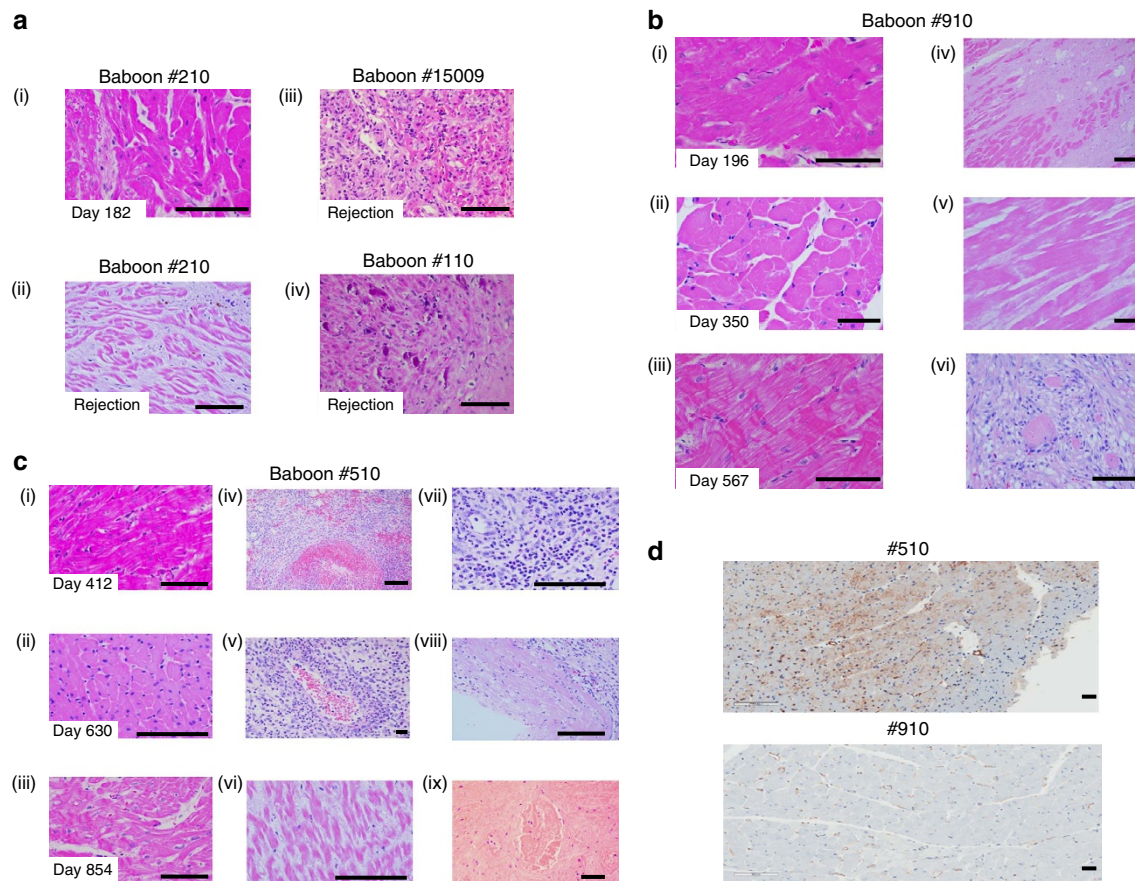 a
Baboon #210
(i)
Day 182
Baboon #15009
(iii)
Rejection
Baboon #210
(ii)
Rejection
Baboon #110
(iv)
Rejection
b
Baboon #910
(i)
Day 196
(iv)
(ii)
Day 350
(v)
(iii)
Day 567
(vi)
c
Baboon #510
(i)
Day 412
(iv)
(vii)
(ii)
Day 630
(v)
(viii)
(iii)
Day 854
(vi)
(ix)
d
#510
#910